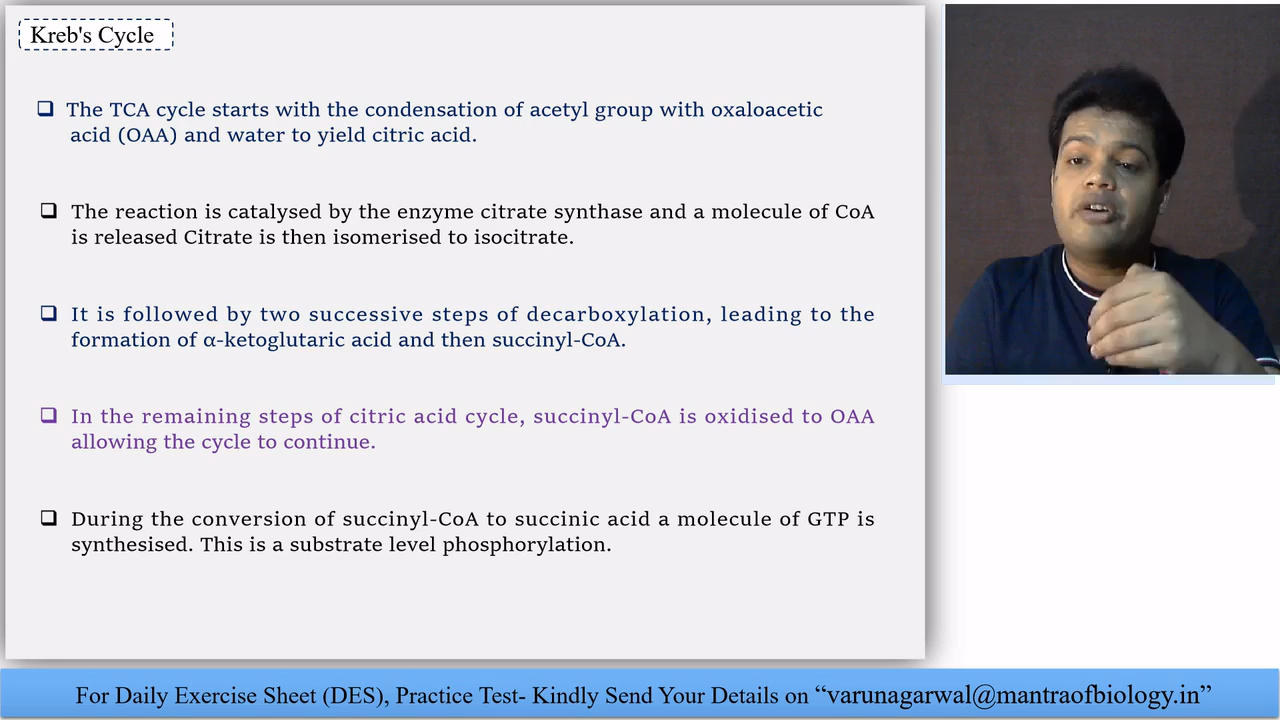 Kreb's Cycle
❑ The TCA cycle starts with the condensation of acetyl group with oxaloacetic
acid (OAA) and water to yield citric acid.
❑ The reaction is catalysed by the enzyme citrate synthase and a molecule of CoA
is released Citrate is then isomerised to isocitrate.
❑ It is followed by two successive steps of decarboxylation, leading to the
formation of α-ketoglutaric acid and then succinyl-CoA.
❑ In the remaining steps of citric acid cycle, succinyl-CoA is oxidised to OAA
allowing the cycle to continue.
❑ During the conversion of succinyl-CoA to succinic acid a molecule of GTP is
synthesised. This is a substrate level phosphorylation.
For Daily Exercise Sheet (DES), Practice Test- Kindly Send Your Details on “varunagarwal@mantraofbiology.in”